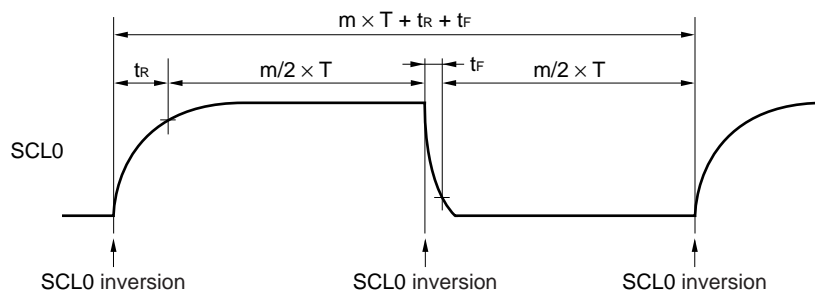 m × T + tR + tF
tR
m/2 × T
tF
m/2 × T
SCL0
SCL0 inversion
SCL0 inversion
SCL0 inversion